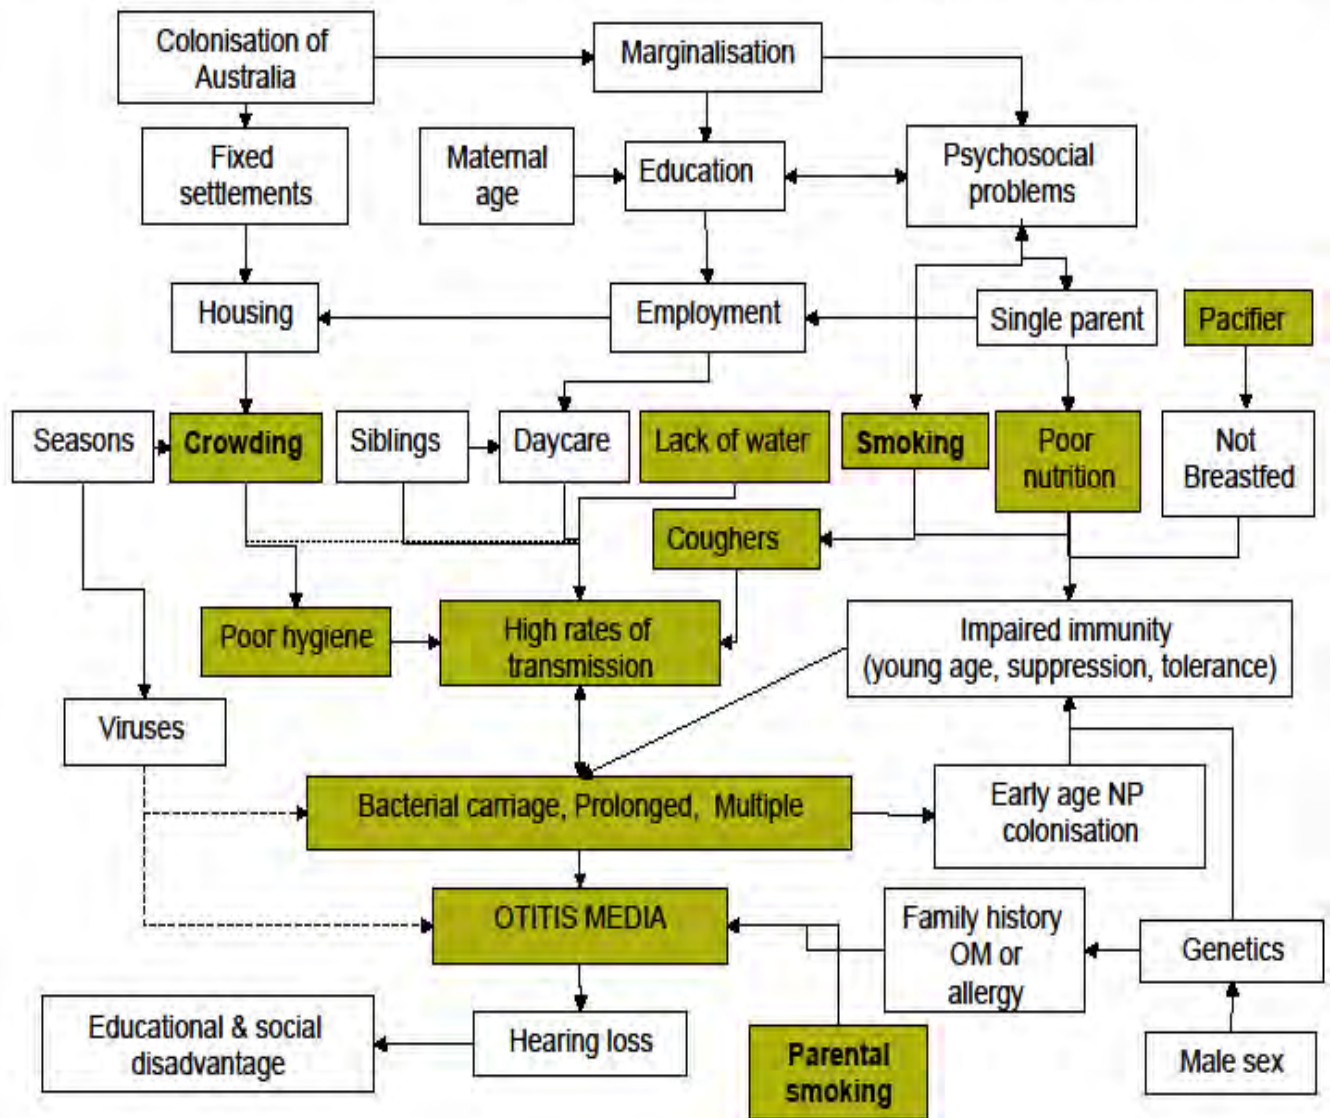 Colonisation of
Australia
Marginalisation
Fixed
settlements
Maternal
age
Education
Psychosocial
problems
Housing
Employment
Single parent
Pacifier
Seasons
Crowding
Siblings
Daycare
Lack of water
Smoking
Poor
nutrition
Not
Breastfed
Coughers
Poor hygiene
High rates of
transmission
Impaired immunity
(young age, suppression, tolerance)
Viruses
Bacterial carriage, Prolonged, Multiple
Early age NP
colonisation
OTITIS MEDIA
Family history
OM or
allergy
Genetics
Educational & social
disadvantage
Hearing loss
Parental
smoking
Male sex